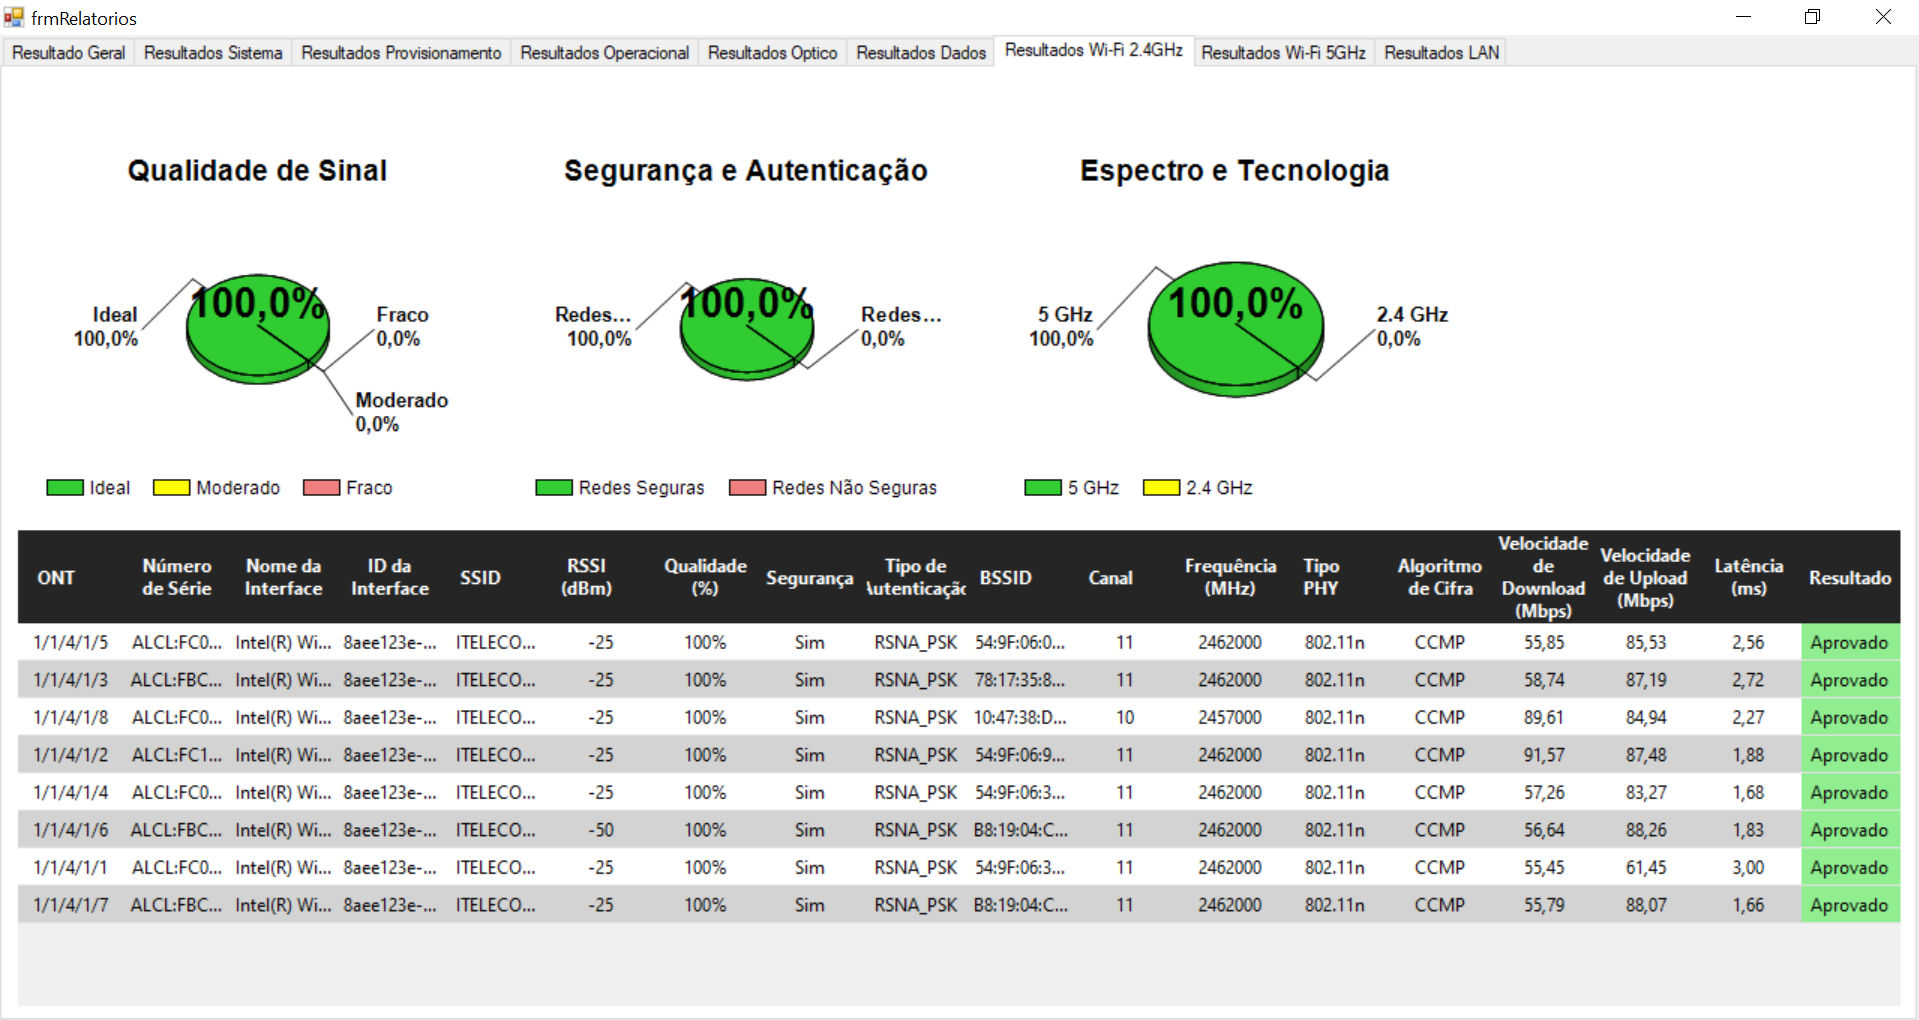 frmRelatorios
Resultado Geral Resultados Sistema Resultados Provisionamento Resultados Operacional Resultados Optico Resultados Dados Resultados Wi-Fi 2.4GHz Resultados Wi-Fi 5GHz Resultados LAN
Qualidade de Sinal
100,0%
Ideal
100,0%
Fraco
0,0%
Moderado
0,0%
Ideal Moderado Fraco
Segurança e Autenticação
100,0%
Redes...
100,0%
Redes...
0,0%
Redes Seguras Redes Não Seguras
Espectro e Tecnologia
100,0%
5 GHz
100,0%
2.4 GHz
0,0%
5 GHz 2.4 GHz
ONT Número de Série Nome da Interface ID da Interface SSID RSSI (dBm) Qualidade (%) Segurança Tipo de Autenticação BSSID Canal Frequência (MHz) Tipo PHY Algoritmo de Cifra Velocidade de Download (Mbps) Velocidade de Upload (Mbps) Latência (ms) Resultado
1/1/4/1/5 ALCL:FC0... Intel(R) Wi... 8aee123e-... ITELECO... -25 100% Sim RSNA_PSK 54:9F:06:0... 11 2462000 802.11n CCMP 55,85 85,53 2,56 Aprovado
1/1/4/1/3 ALCL:FBC... Intel(R) Wi... 8aee123e-... ITELECO... -25 100% Sim RSNA_PSK 78:17:35:8... 11 2462000 802.11n CCMP 58,74 87,19 2,72 Aprovado
1/1/4/1/8 ALCL:FC0... Intel(R) Wi... 8aee123e-... ITELECO... -25 100% Sim RSNA_PSK 10:47:38:D... 10 2457000 802.11n CCMP 89,61 84,94 2,27 Aprovado
1/1/4/1/2 ALCL:FC1... Intel(R) Wi... 8aee123e-... ITELECO... -25 100% Sim RSNA_PSK 54:9F:06:9... 11 2462000 802.11n CCMP 91,57 87,48 1,88 Aprovado
1/1/4/1/4 ALCL:FC0... Intel(R) Wi... 8aee123e-... ITELECO... -25 100% Sim RSNA_PSK 54:9F:06:3... 11 2462000 802.11n CCMP 57,26 83,27 1,68 Aprovado
1/1/4/1/6 ALCL:FBC... Intel(R) Wi... 8aee123e-... ITELECO... -50 100% Sim RSNA_PSK B8:19:04:C... 11 2462000 802.11n CCMP 56,64 88,26 1,83 Aprovado
1/1/4/1/1 ALCL:FC0... Intel(R) Wi... 8aee123e-... ITELECO... -25 100% Sim RSNA_PSK 54:9F:06:3... 11 2462000 802.11n CCMP 55,45 61,45 3,00 Aprovado
1/1/4/1/7 ALCL:FBC... Intel(R) Wi... 8aee123e-... ITELECO... -25 100% Sim RSNA_PSK B8:19:04:C... 11 2462000 802.11n CCMP 55,79 88,07 1,66 Aprovado